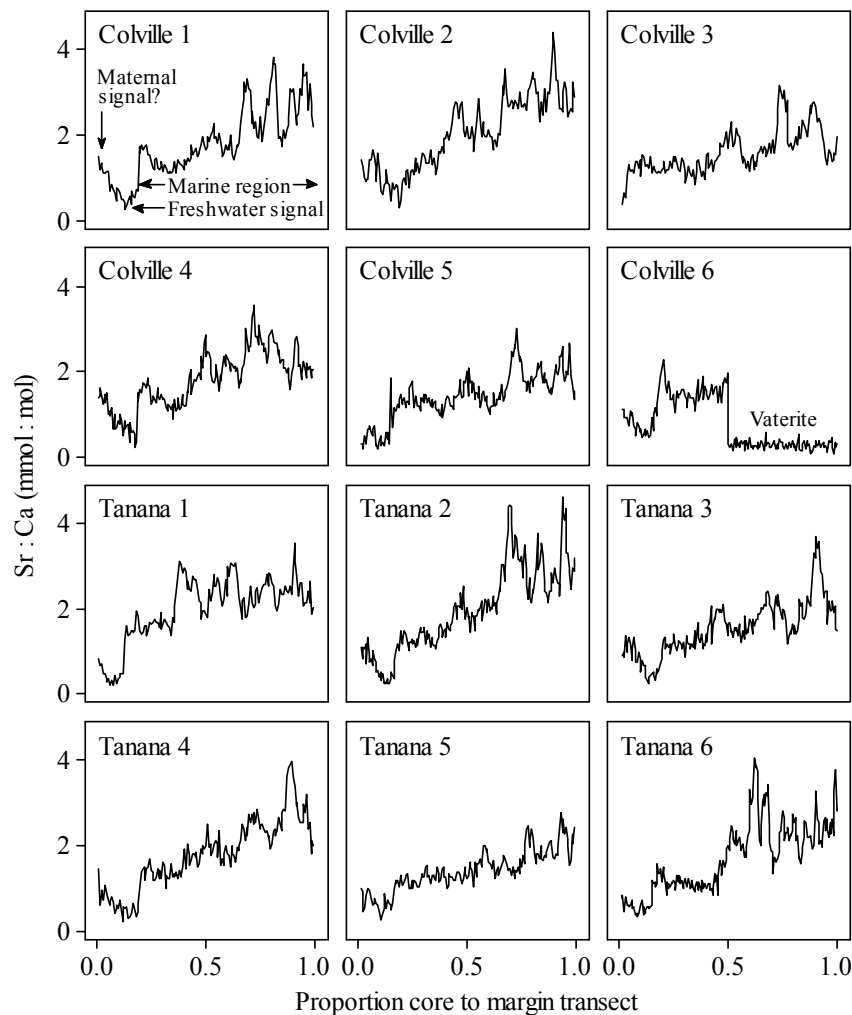 Colville 1
Colville 2
Colville 3
Maternal
signal?
Marine region
Freshwater signal
4
2
0
Colville 4
Colville 5
Colville 6
Vaterite
4
2
0
Tanana 1
Tanana 2
Tanana 3
4
2
0
Tanana 4
Tanana 5
Tanana 6
4
2
0
0.0 0.5 1.0 0.0 0.5 1.0 0.0 0.5 1.0
Sr : Ca (mmol : mol)
Proportion core to margin transect